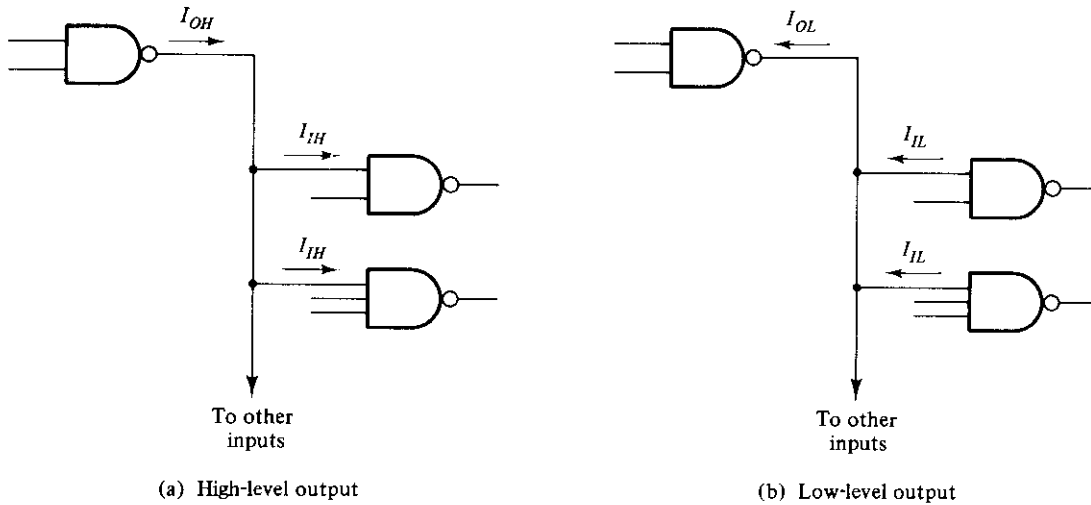 I_OH
I_IH
I_IH
To other
inputs
(a) High-level output
I_OL
I_IL
I_IL
To other
inputs
(b) Low-level output